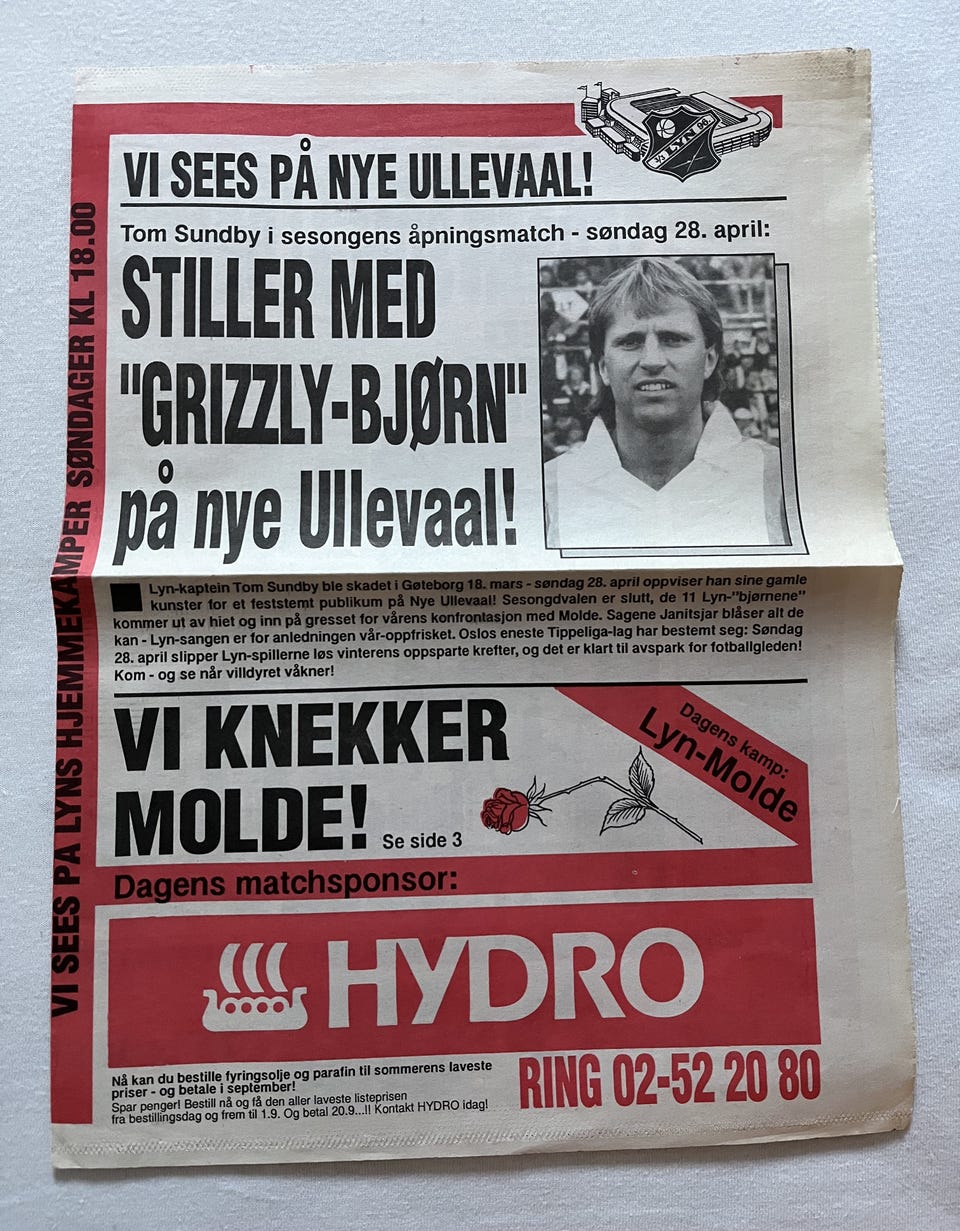 LYN
VI SEES PÅ NYE ULLEVAAL!
Tom Sundby i sesongens åpningsmatch - søndag 28. april:
STILLER MED
"GRIZZLY-BJØRN"
på nye Ullevaal!
Lyn-kaptein Tom Sundby ble skadet i Gøteborg 18. mars - søndag 28. april oppviser han sine gamle
kunster for et feststemt publikum på Nye Ullevaal! Sesongdvalen er slutt, de 11 Lyn-"bjørnene"
kommer ut av hiet og inn på gresset for vårens konfrontasjon med Molde. Sagene Janitsjar blåser alt de
kan - Lyn-sangen er for anledningen vår-oppfrisket. Oslos eneste Tippeliga-lag har bestemt seg: Søndag
28. april slipper Lyn-spillerne løs vinterens oppsparte krefter, og det er klart til avspark for fotballgleden!
Kom - og se når villdyret våkner!
VI KNEKKER
MOLDE! Se side 3
Dagens kamp:
Lyn-Molde
Dagens matchsponsor:
HYDRO
Nå kan du bestille fyringsolje og parafin til sommerens laveste
priser - og betale i september!
Spar penger! Bestill nå og få den aller laveste listeprisen
fra bestillingsdag og frem til 1.9. Og betal 20.9...!! Kontakt HYDRO idag!
RING 02-52 20 80
VI SEES PÅ LYNS HJEMMEKAMPER SØNDAGER KL 18.00